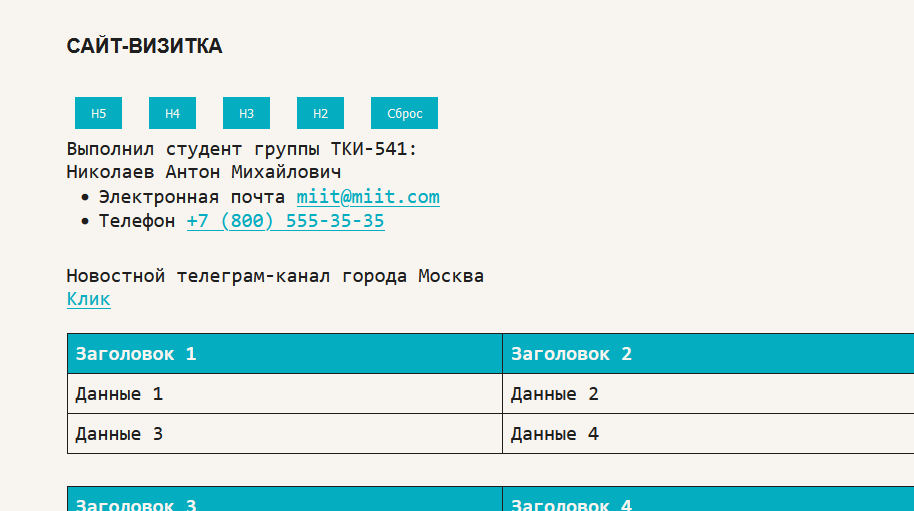 САЙТ-ВИЗИТКА
H5 H4 H3 H2 Сброс
Выполнил студент группы ТКИ-541:
Николаев Антон Михайлович
• Электронная почта miit@miit.com
• Телефон +7 (800) 555-35-35
Новостной телеграм-канал города Москва
Клик
Заголовок 1 Заголовок 2
Данные 1 Данные 2
Данные 3 Данные 4
Заголовок 3 Заголовок 4